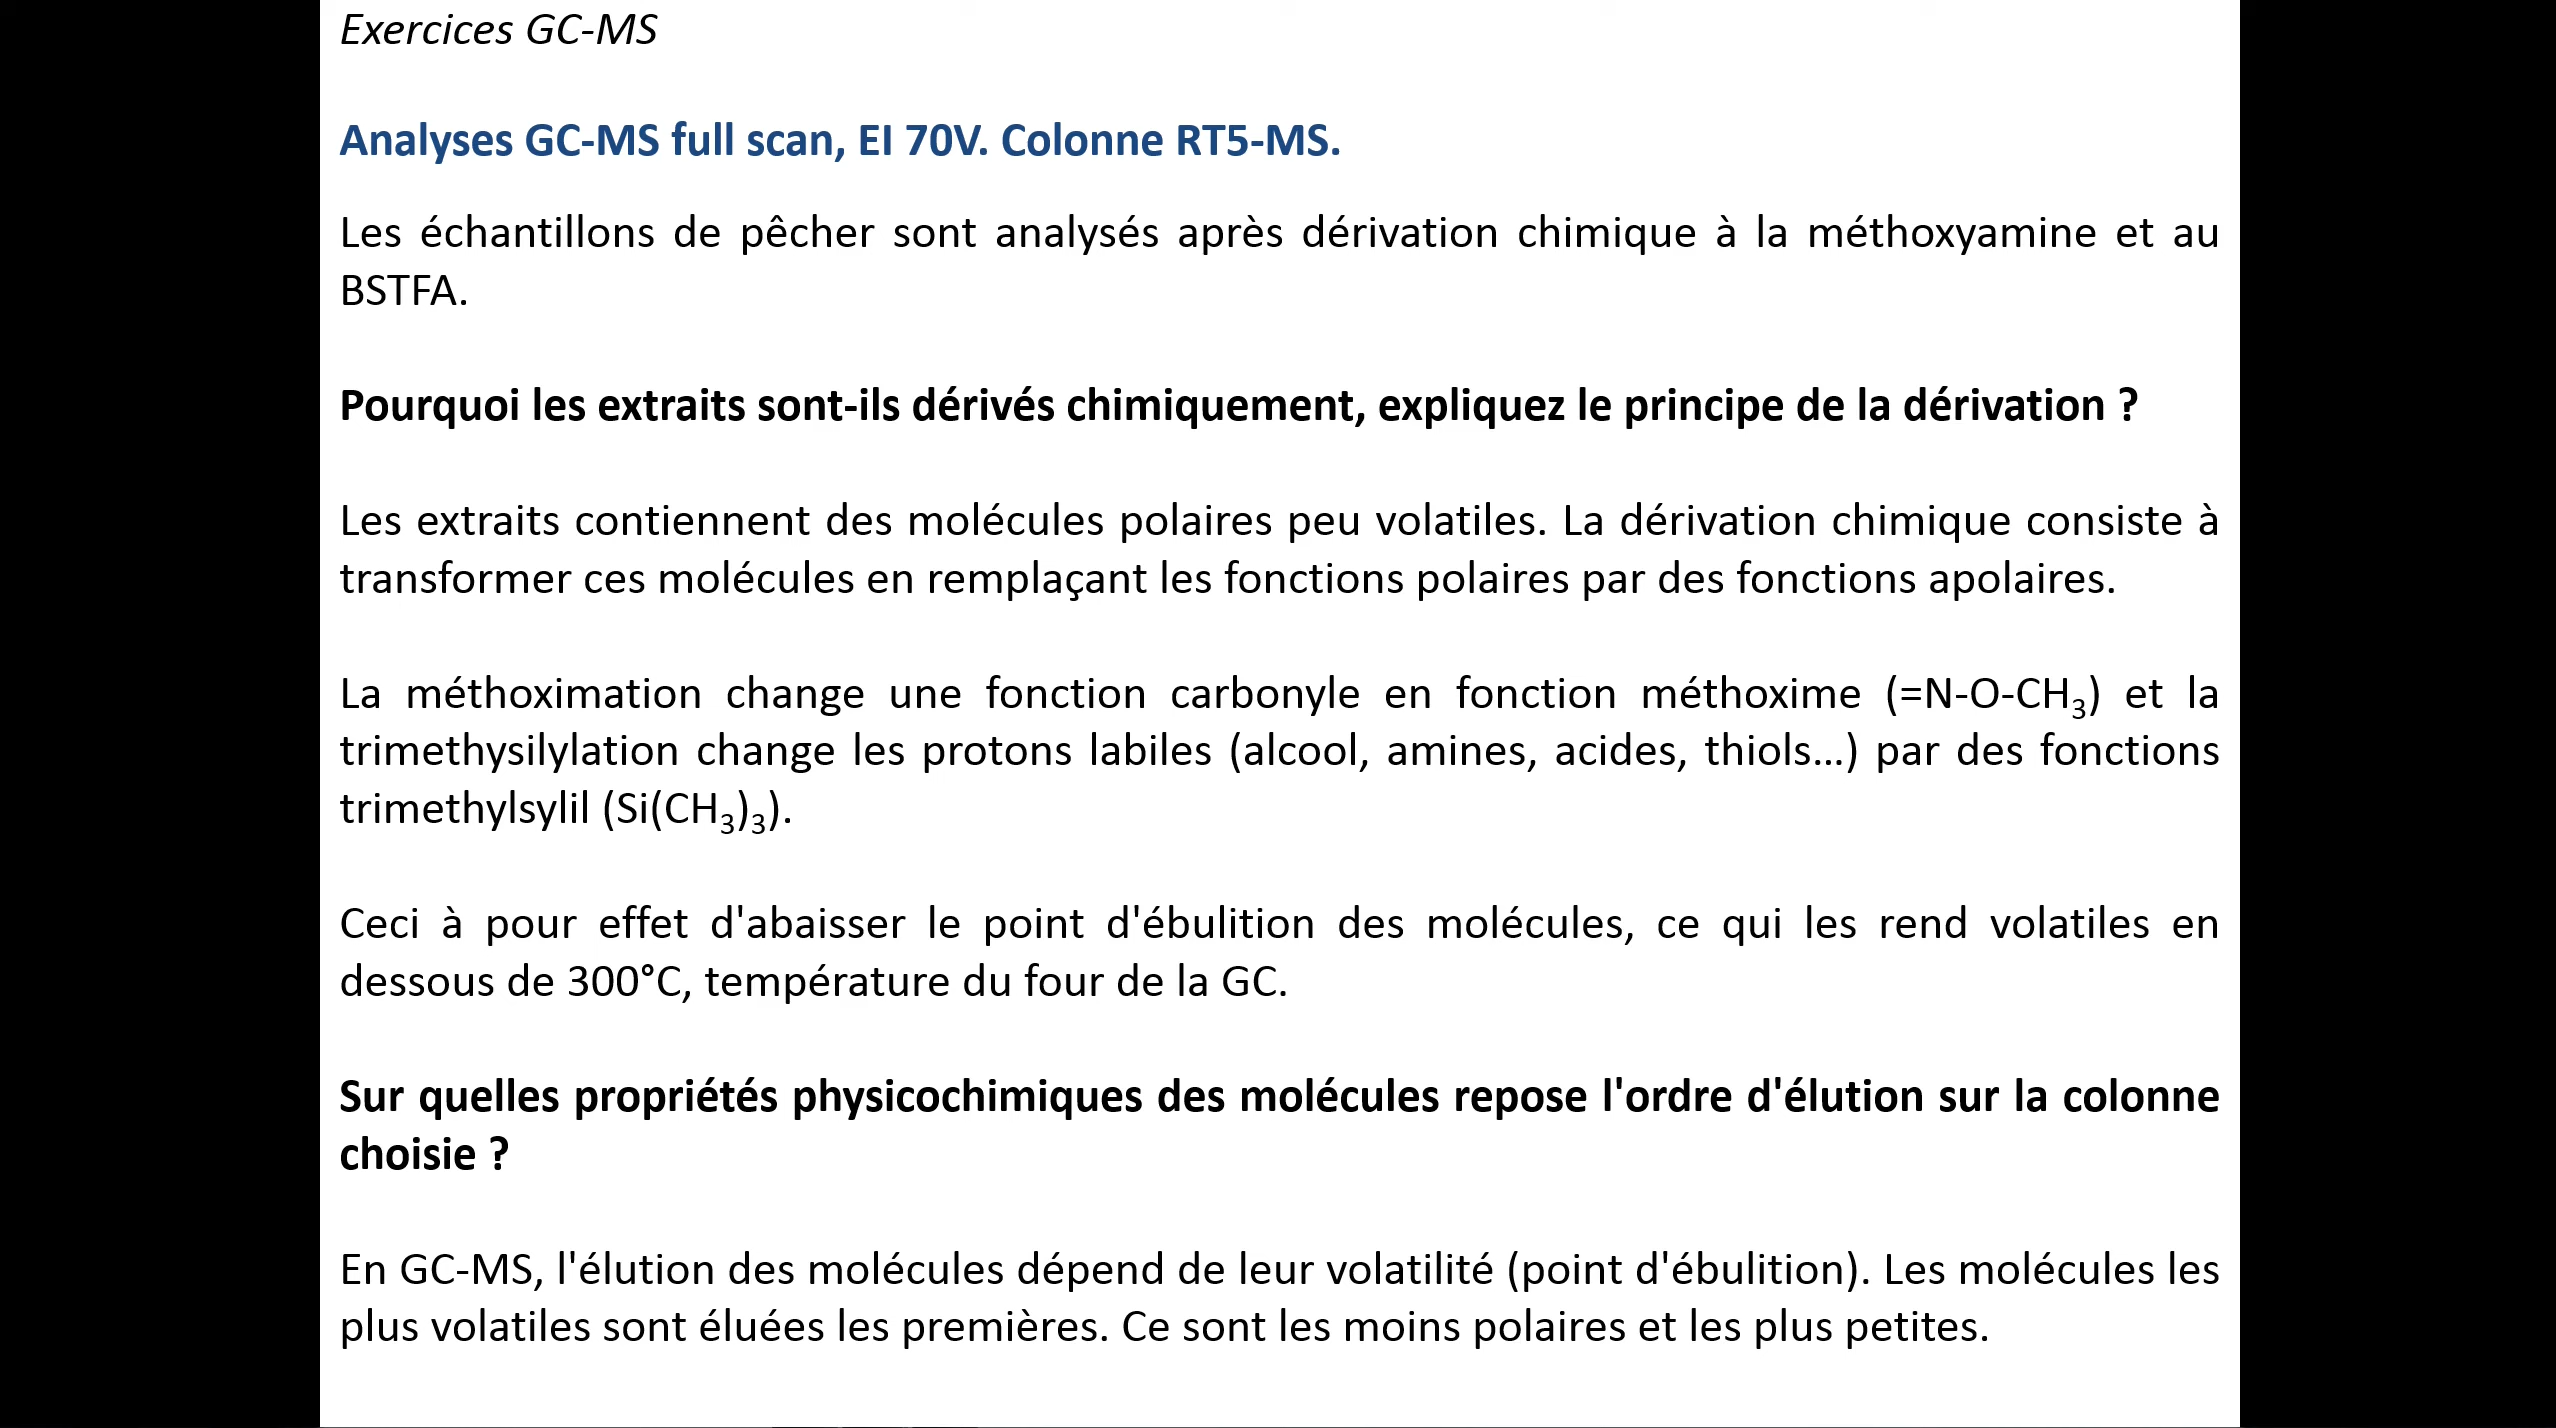 Exercices GC-MS
Analyses GC-MS full scan, EI 70V. Colonne RT5-MS.
Les échantillons de pêcher sont analysés après dérivation chimique à la méthoxyamine et au
BSTFA.
Pourquoi les extraits sont-ils dérivés chimiquement, expliquez le principe de la dérivation ?
Les extraits contiennent des molécules polaires peu volatiles. La dérivation chimique consiste à
transformer ces molécules en remplaçant les fonctions polaires par des fonctions apolaires.
La méthoximation change une fonction carbonyle en fonction méthoxime (=N-O-CH₃) et la
trimethysilylation change les protons labiles (alcool, amines, acides, thiols...) par des fonctions
trimethylsylil (Si(CH₃)₃).
Ceci à pour effet d'abaisser le point d'ébulition des molécules, ce qui les rend volatiles en
dessous de 300°C, température du four de la GC.
Sur quelles propriétés physicochimiques des molécules repose l'ordre d'élution sur la colonne
choisie ?
En GC-MS, l'élution des molécules dépend de leur volatilité (point d'ébulition). Les molécules les
plus volatiles sont éluées les premières. Ce sont les moins polaires et les plus petites.